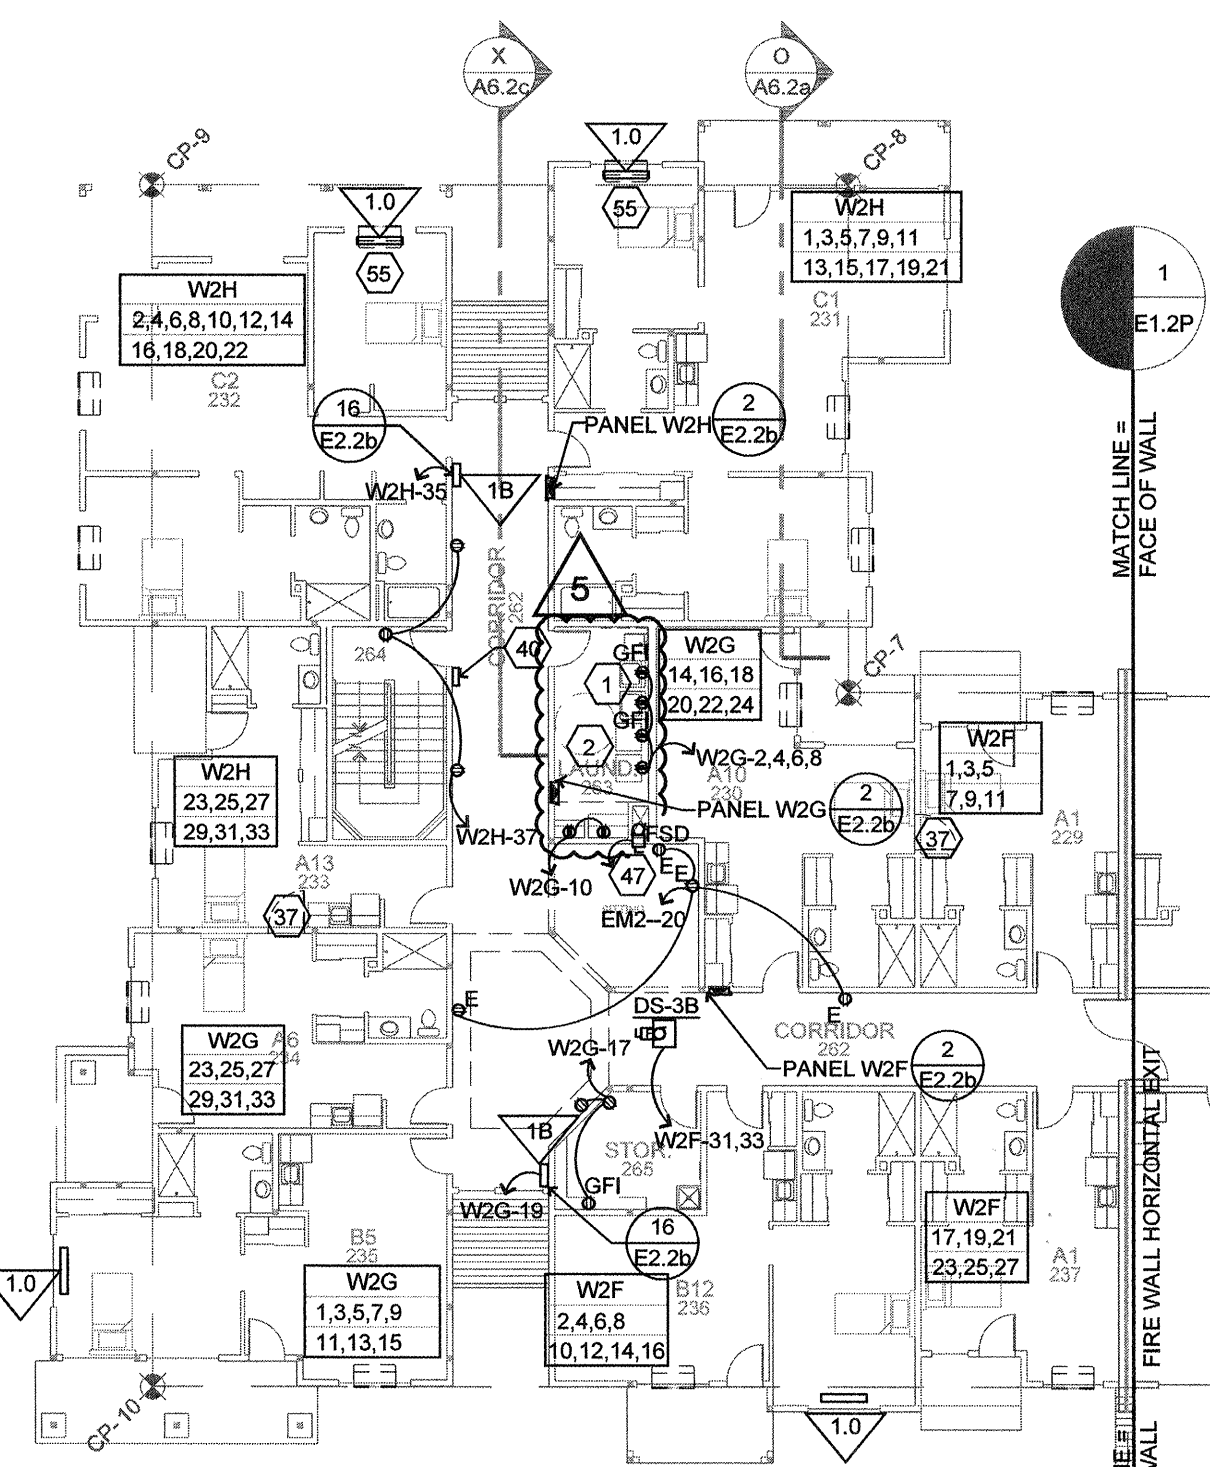 X
A6.2c
O
A6.2a
CP-9
1.0
CP-8
1.0
55
55
W2H
1,3,5,7,9,11
13,15,17,19,21
C1
231
1
E1.2P
W2H
2,4,6,8,10,12,14
16,18,20,22
C2
232
16
E2.2b
PANEL W2H
2
E2.2b
MATCH LINE =
FACE OF WALL
W2H-35
1B
5
CORRIDOR
262
264
40
GFI
1
GFI
2
W2G
14,16,18
20,22,24
CP-7
W2G-2,4,6,8
A10
230
W2F
1,3,5
7,9,11
W2H
23,25,27
29,31,33
263
PANEL W2G
2
E2.2b
A1
229
W2H-37
FSD
E
37
A13
233
W2G-10
47
E
E
EM2--20
37
E
DS-3B
E
CORRIDOR
262
W2G
23,25,27
29,31,33
A6
234
W2G-17
PANEL W2F
2
E2.2b
1B
W2F-31,33
STOR.
265
GFI
W2G-19
16
E2.2b
W2F
17,19,21
23,25,27
A1
237
B5
235
W2G
1,3,5,7,9
11,13,15
W2F
2,4,6,8
10,12,14,16
B12
236
1.0
CP-10
1.0
FIRE WALL HORIZONTAL EXIT